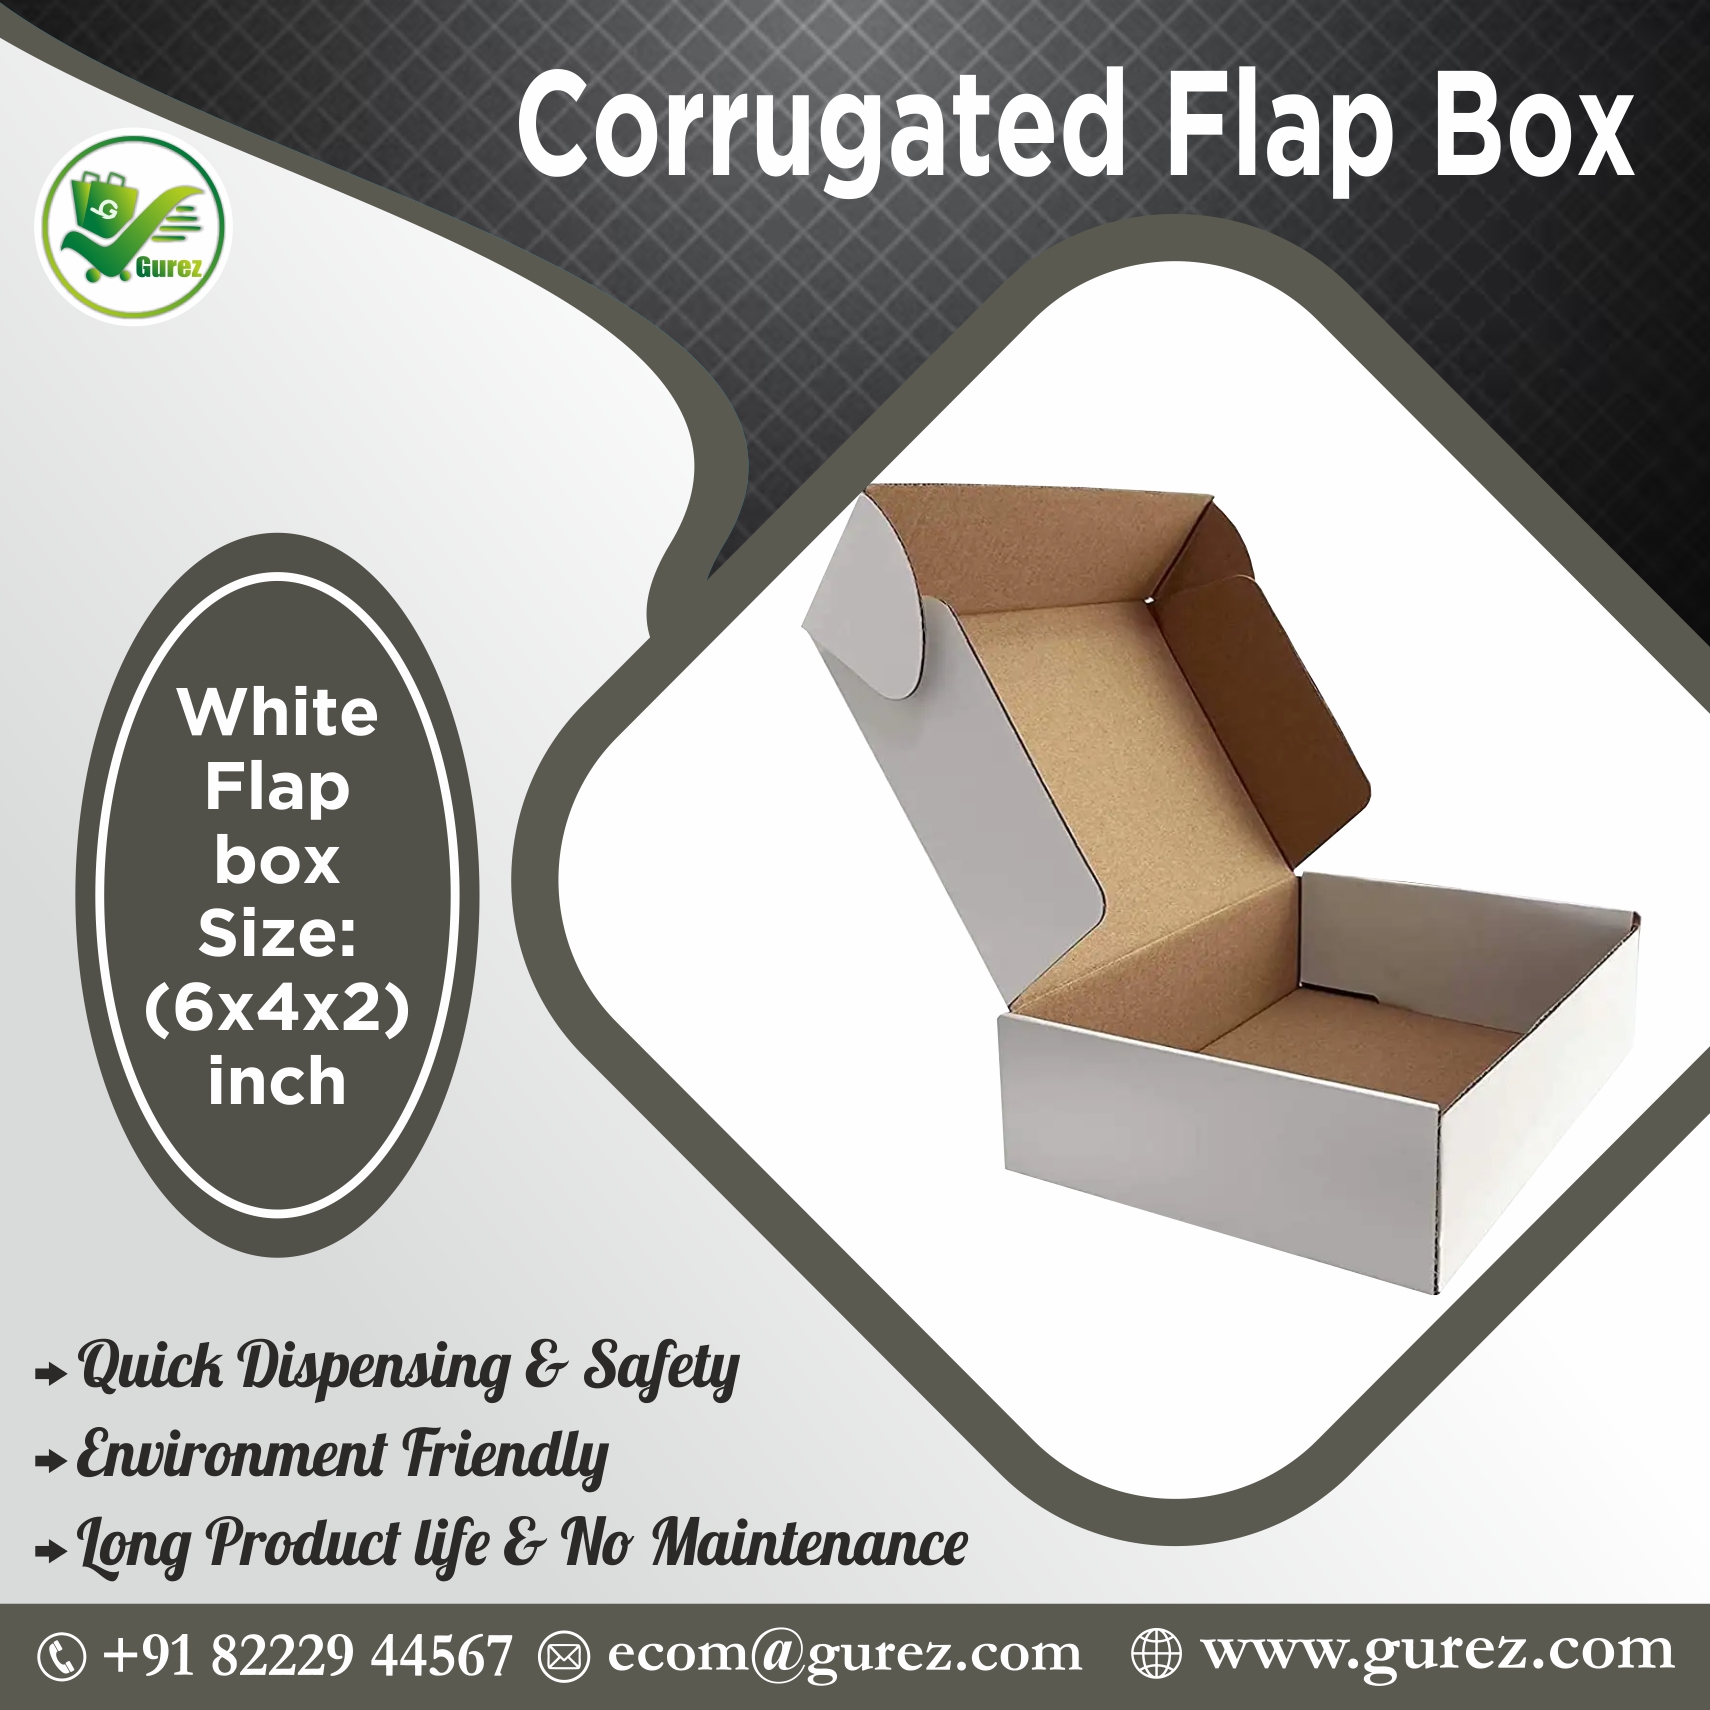 Corrugated Flap Box
G
Gurez
White
Flap
box
Size:
(6x4x2)
inch
Quick Dispensing & Safety
Environment Friendly
Long Product life & No Maintenance
+91 82229 44567 ecom@gurez.com www.gurez.com